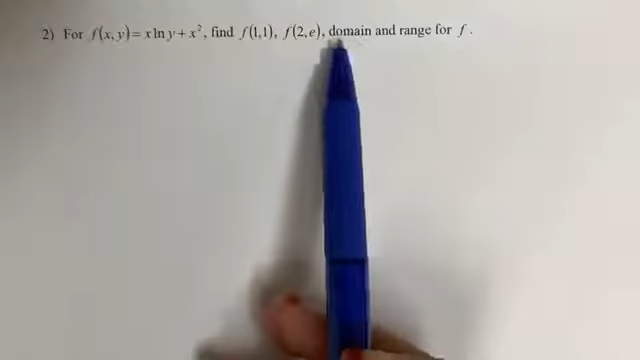 2) For f(x,y)=x ln y+x², find f(1,1), f(2,e), domain and range for f.